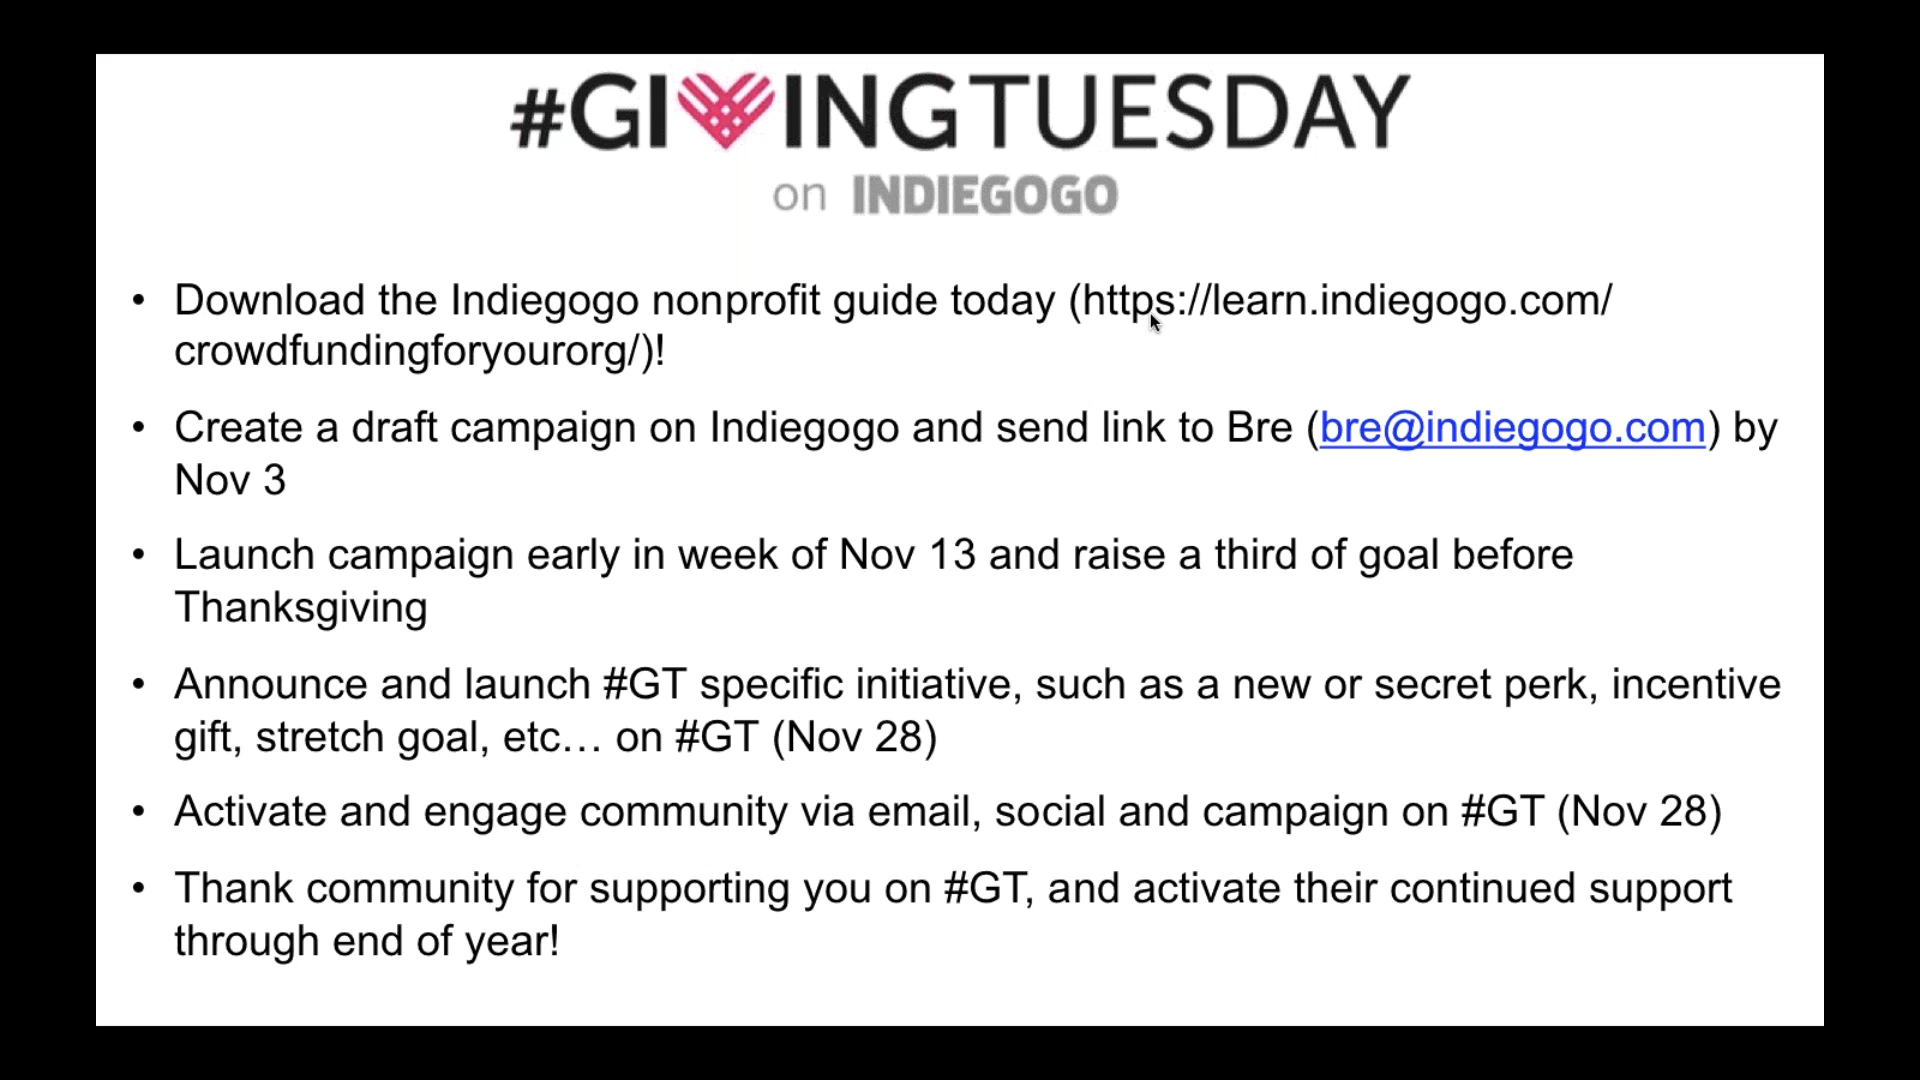 #GIVINGTUESDAY
on INDIEGOGO
• Download the Indiegogo nonprofit guide today (https://learn.indiegogo.com/
crowdfundingforyourorg/)!
• Create a draft campaign on Indiegogo and send link to Bre (bre@indiegogo.com) by
Nov 3
• Launch campaign early in week of Nov 13 and raise a third of goal before
Thanksgiving
• Announce and launch #GT specific initiative, such as a new or secret perk, incentive
gift, stretch goal, etc… on #GT (Nov 28)
• Activate and engage community via email, social and campaign on #GT (Nov 28)
• Thank community for supporting you on #GT, and activate their continued support
through end of year!